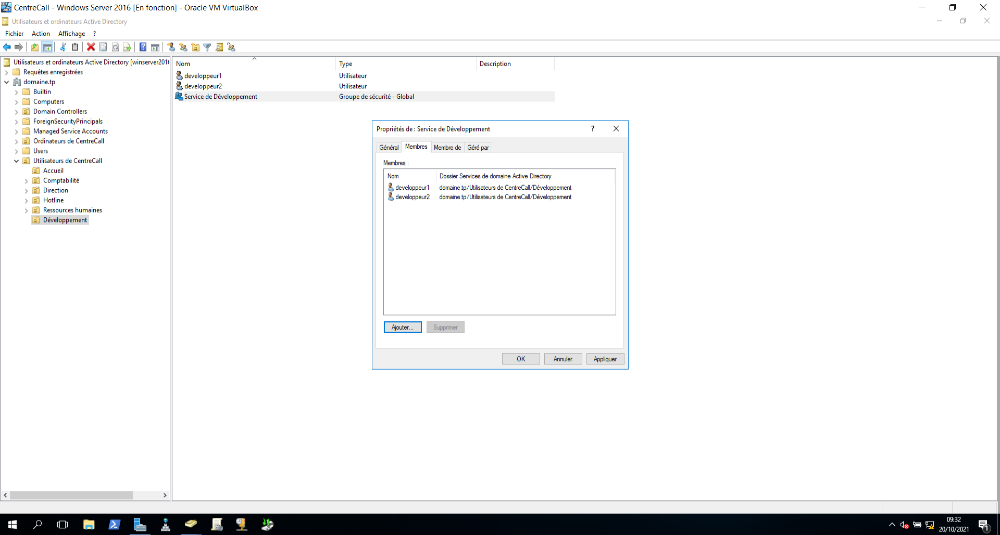 CentreCall - Windows Server 2016 [En fonction] - Oracle VM VirtualBox
Utilisateurs et ordinateurs Active Directory
Fichier Action Affichage ?
Utilisateurs et ordinateurs Active Directory [winserver2016
Requêtes enregistrées
domaine.tp
Builtin
Computers
Domain Controllers
ForeignSecurityPrincipals
Managed Service Accounts
Ordinateurs de CentreCall
Users
Utilisateurs de CentreCall
Accueil
Comptabilité
Direction
Hotline
Ressources humaines
Développement
Nom Type Description
developpeur1 Utilisateur
developpeur2 Utilisateur
Service de Développement Groupe de sécurité - Global
Propriétés de : Service de Développement ?
Général Membres Membre de Géré par
Membres :
Nom Dossier Services de domaine Active Directory
developpeur1 domaine.tp/Utilisateurs de CentreCall/Développement
developpeur2 domaine.tp/Utilisateurs de CentreCall/Développement
Ajouter... Supprimer
OK Annuler Appliquer
09:32
20/10/2021
1